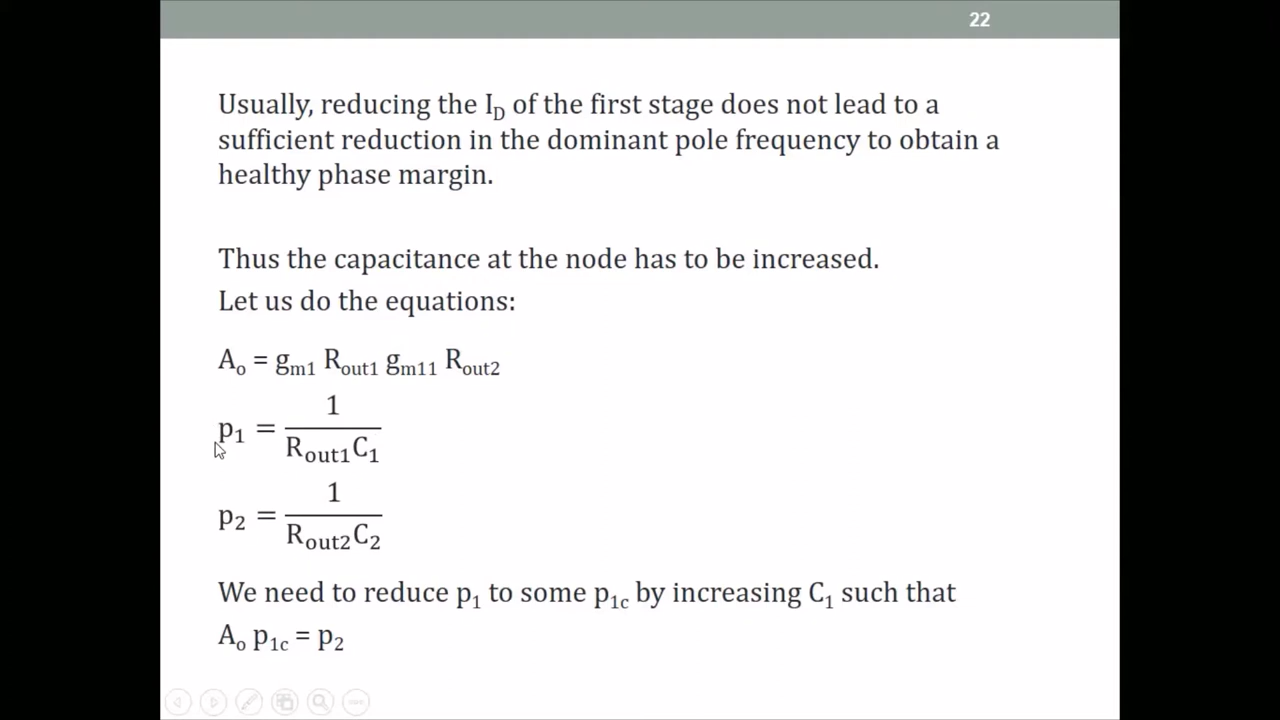 22
Usually, reducing the I_D of the first stage does not lead to a
sufficient reduction in the dominant pole frequency to obtain a
healthy phase margin.
Thus the capacitance at the node has to be increased.
Let us do the equations:
A_o = g_m1 R_out1 g_m11 R_out2
p_1 = 1 / (R_out1 C_1)
p_2 = 1 / (R_out2 C_2)
We need to reduce p_1 to some p_1c by increasing C_1 such that
A_o p_1c = p_2